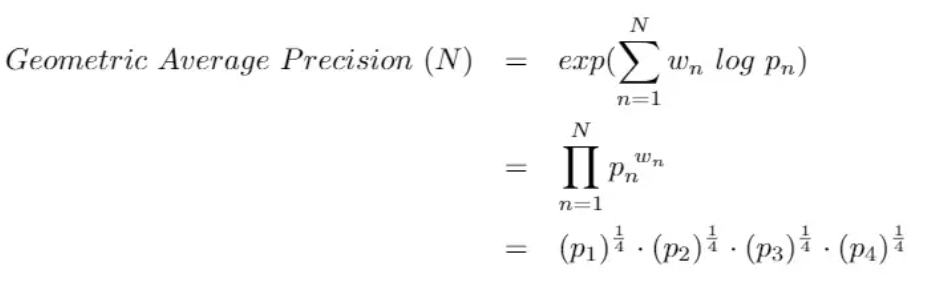 Geometric Average Precision (N) = exp(∑_{n=1}^{N} w_n log p_n)
= ∏_{n=1}^{N} p_n^{w_n}
= (p_1)^{1/4} · (p_2)^{1/4} · (p_3)^{1/4} · (p_4)^{1/4}